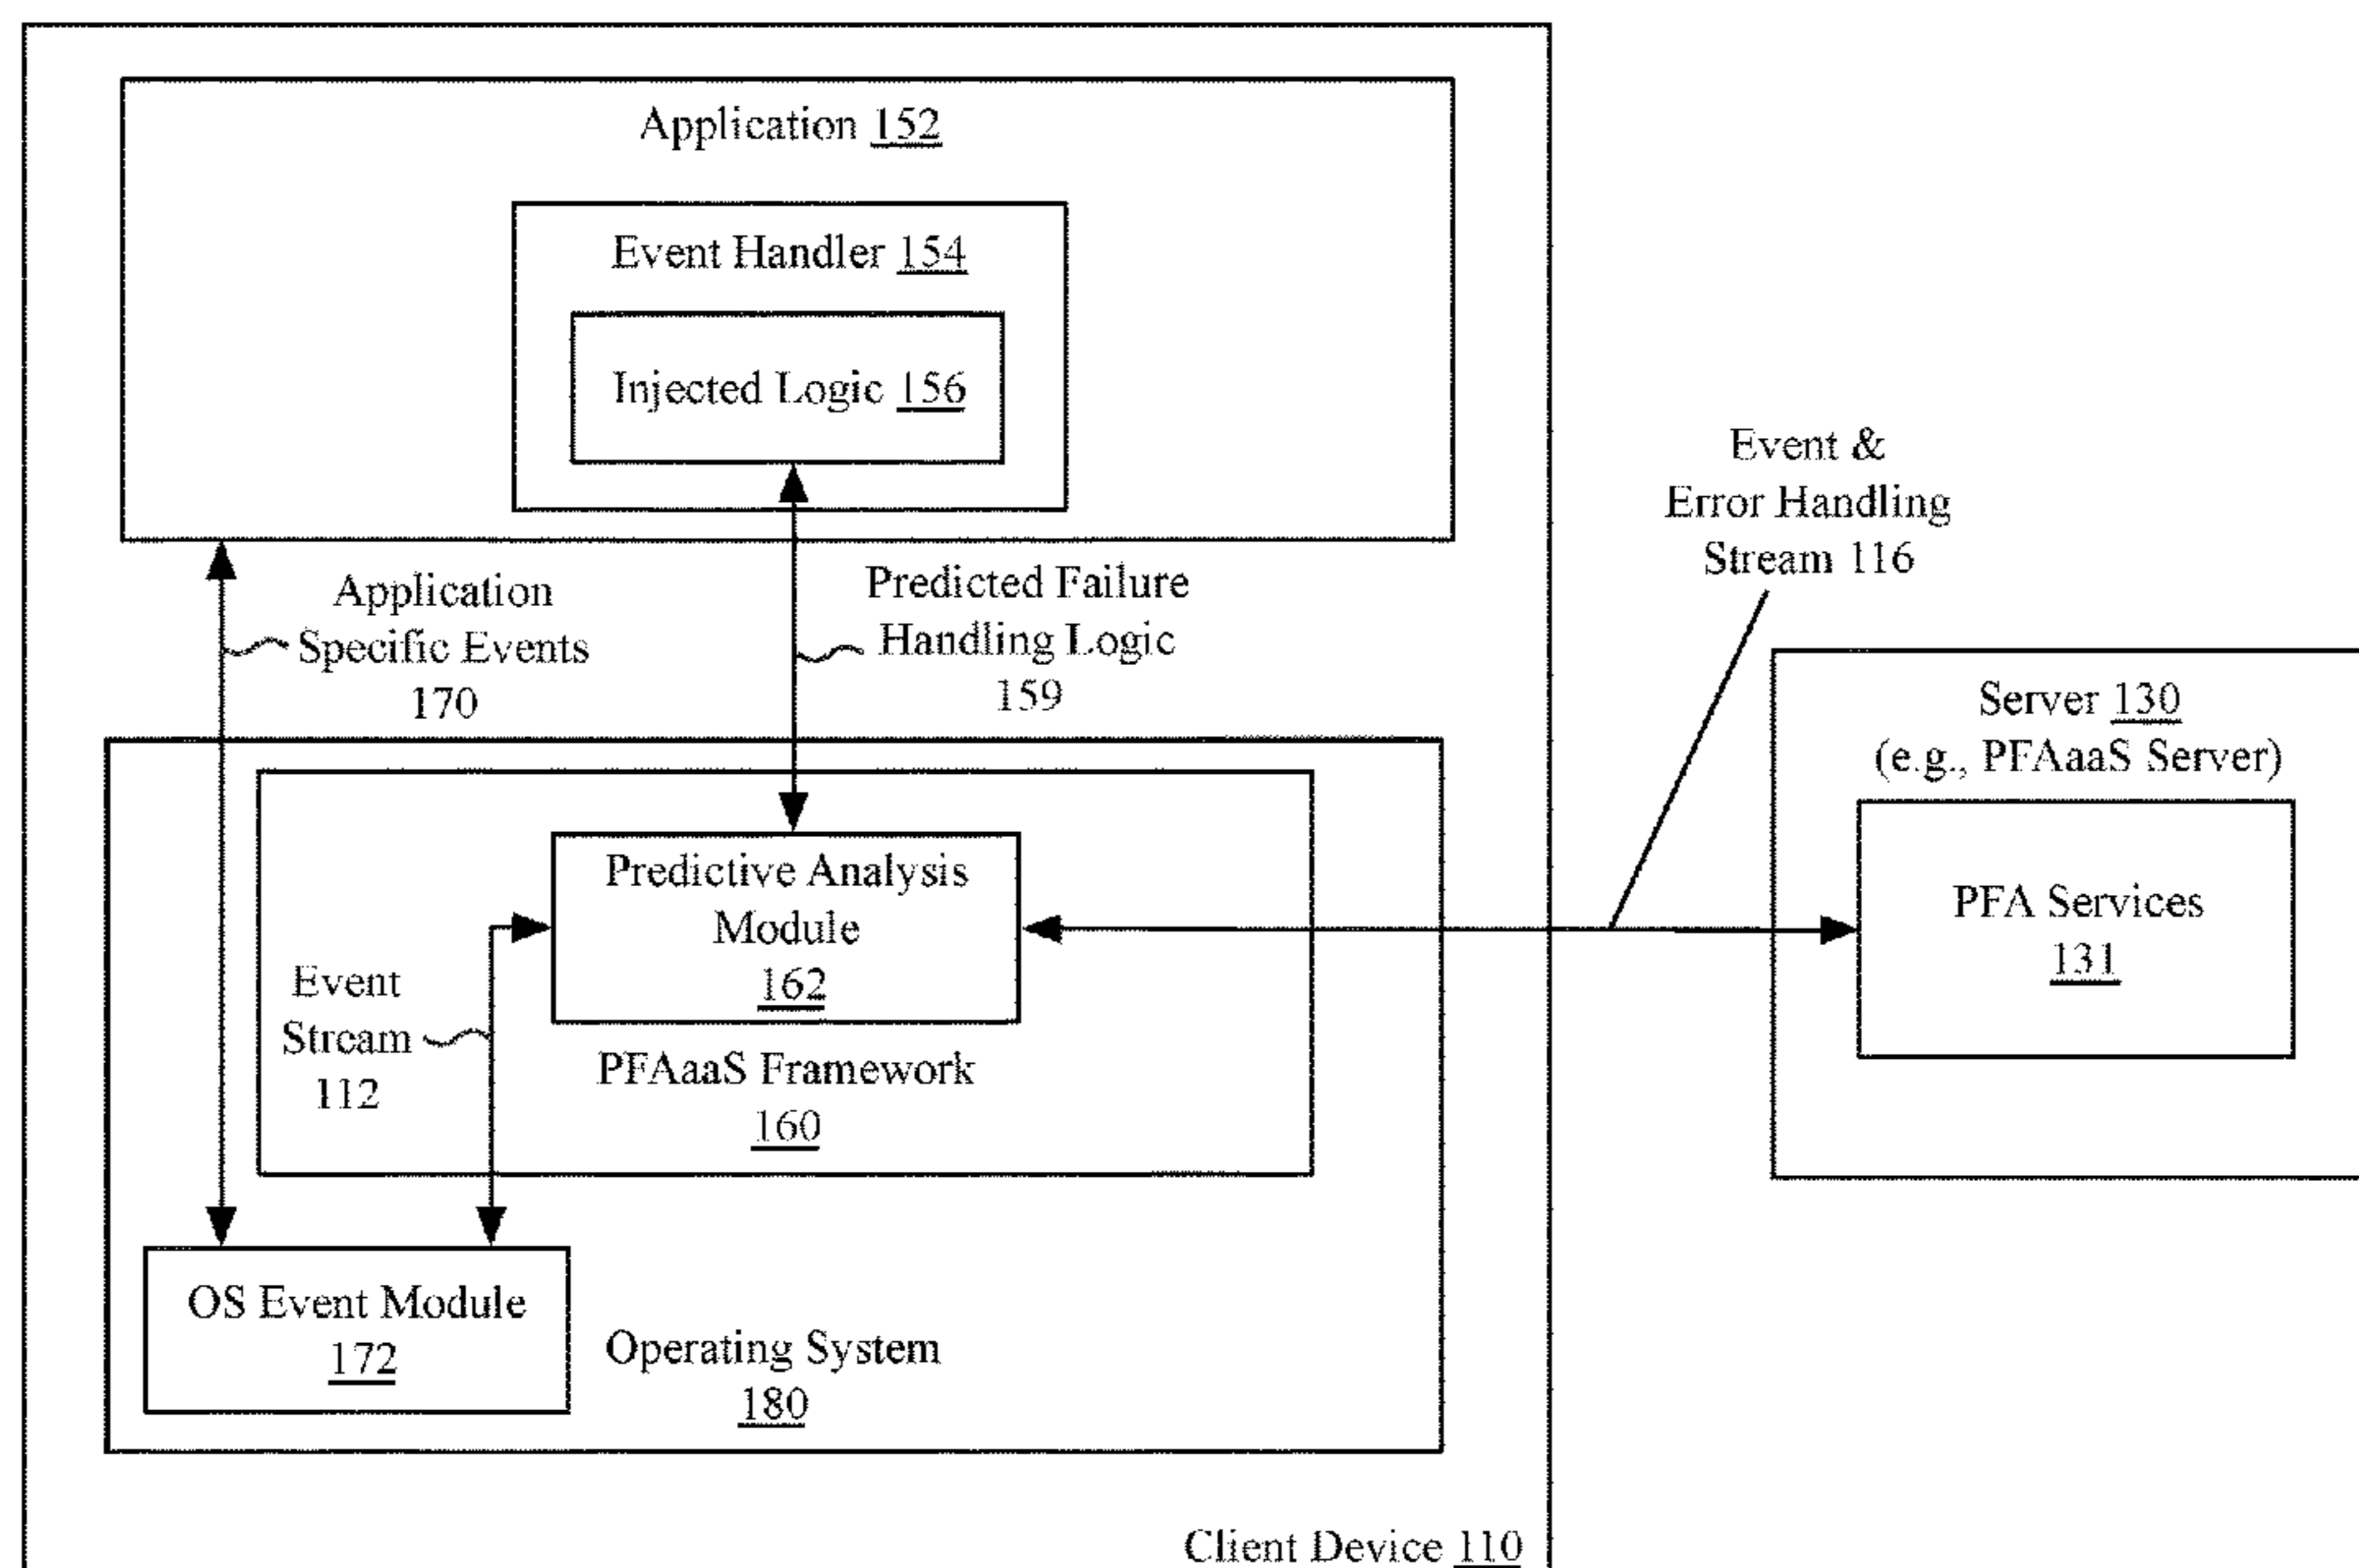 Application 152
Event Handler 154
Injected Logic 156
Event &
Error Handling
Stream 116
Application
Specific Events
170
Predicted Failure
Handling Logic
159
Server 130
(e.g., PFAaaS Server)
PFA Services
131
Predictive Analysis
Module
162
Event
Stream
112
PFAaaS Framework
160
OS Event Module
172
Operating System
180
Client Device 110